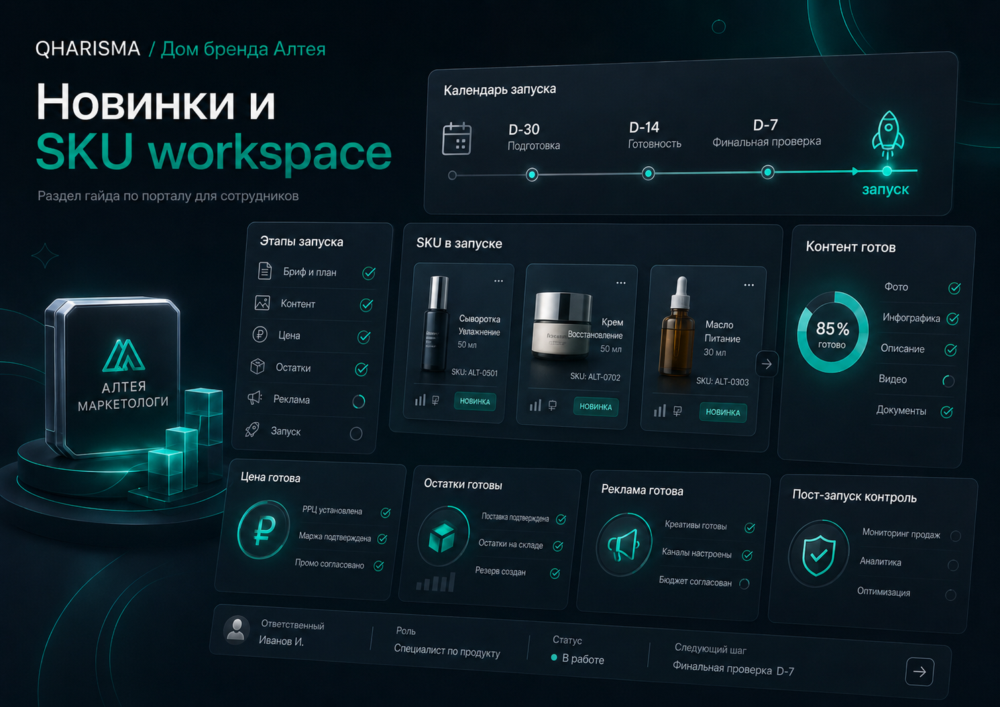 QHARISMA / Дом бренда Алтея
Новинки и
SKU workspace
Раздел гайда по порталу для сотрудников
Календарь запуска
D-30
Подготовка
D-14
Готовность
D-7
Финальная проверка
запуск
АЛТЕЯ
МАРКЕТОЛОГИ
Этапы запуска
Бриф и план
Контент
Цена
Остатки
Реклама
Запуск
SKU в запуске
Сыворотка
Увлажнение
50 мл
SKU: ALT-0501
НОВИНКА
Крем
Восстановление
50 мл
SKU: ALT-0702
НОВИНКА
Масло
Питание
30 мл
SKU: ALT-0303
НОВИНКА
Контент готов
85%
готово
Фото
Инфографика
Описание
Видео
Документы
Цена готова
РРЦ установлена
Маржа подтверждена
Промо согласовано
Остатки готовы
Поставка подтверждена
Остатки на складе
Резерв создан
Реклама готова
Креативы готовы
Каналы настроены
Бюджет согласован
Пост-запуск контроль
Мониторинг продаж
Аналитика
Оптимизация
Ответственный
Иванов И.
Роль
Специалист по продукту
Статус
В работе
Следующий шаг
Финальная проверка D-7